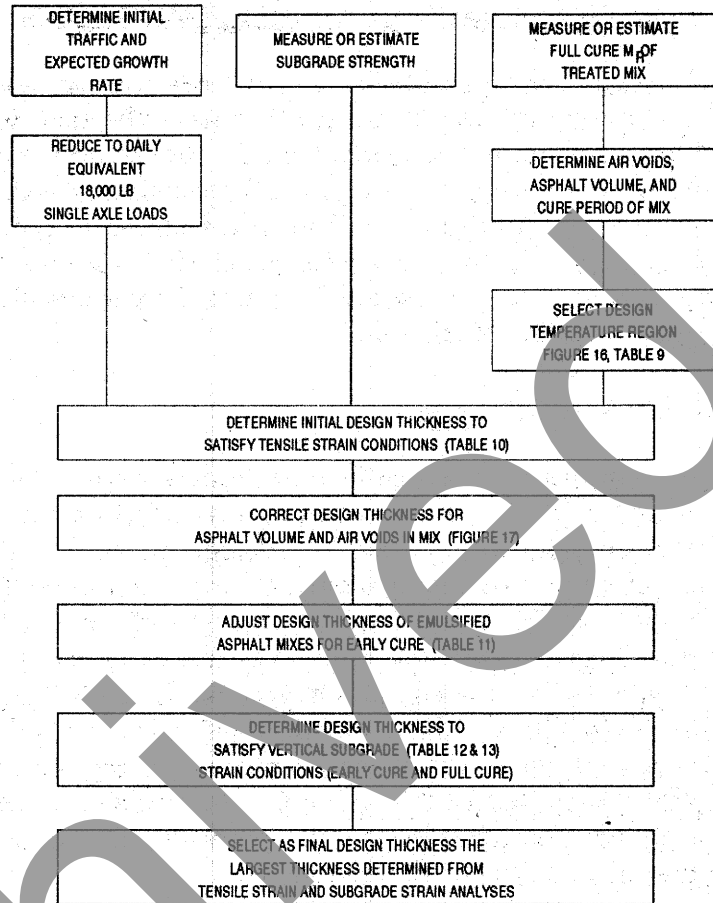 DETERMINE INITIAL
TRAFFIC AND
EXPECTED GROWTH
RATE
MEASURE OR ESTIMATE
SUBGRADE STRENGTH
MEASURE OR ESTIMATE
FULL CURE MR OF
TREATED MIX
REDUCE TO DAILY
EQUIVALENT
18,000 LB
SINGLE AXLE LOADS
DETERMINE AIR VOIDS,
ASPHALT VOLUME, AND
CURE PERIOD OF MIX
SELECT DESIGN
TEMPERATURE REGION
FIGURE 16, TABLE 9
DETERMINE INITIAL DESIGN THICKNESS TO
SATISFY TENSILE STRAIN CONDITIONS (TABLE 10)
CORRECT DESIGN THICKNESS FOR
ASPHALT VOLUME AND AIR VOIDS IN MIX (FIGURE 17)
ADJUST DESIGN THICKNESS OF EMULSIFIED
ASPHALT MIXES FOR EARLY CURE (TABLE 11)
DETERMINE DESIGN THICKNESS TO
SATISFY VERTICAL SUBGRADE (TABLE 12 & 13)
STRAIN CONDITIONS (EARLY CURE AND FULL CURE)
SELECT AS FINAL DESIGN THICKNESS THE
LARGEST THICKNESS DETERMINED FROM
TENSILE STRAIN AND SUBGRADE STRAIN ANALYSES
hived